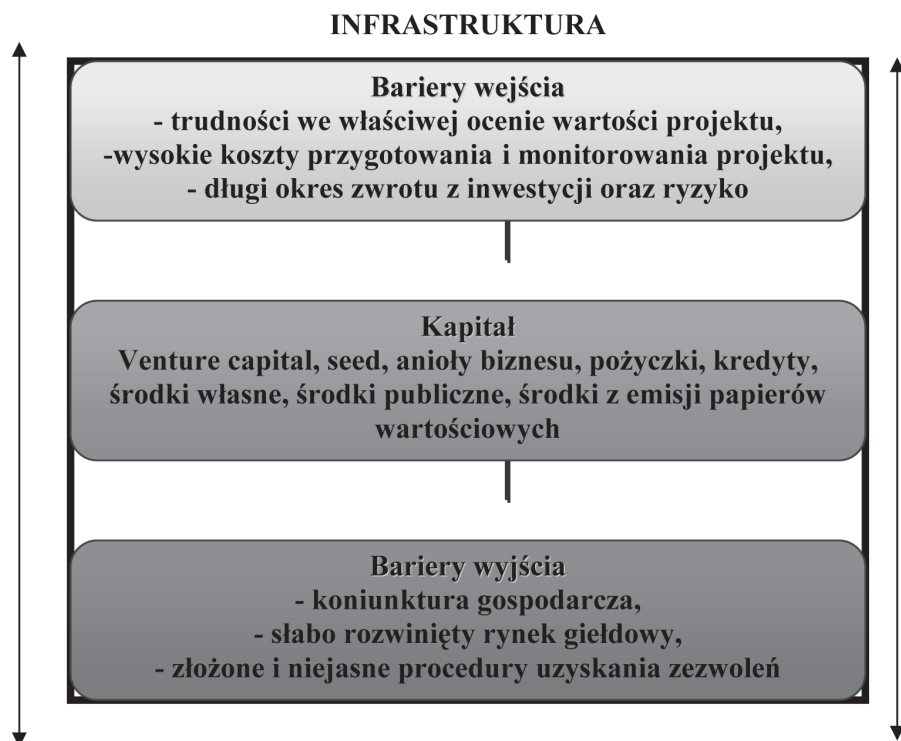 INFRASTRUKTURA
Bariery wejścia
- trudności we właściwej ocenie wartości projektu,
-wysokie koszty przygotowania i monitorowania projektu,
- długi okres zwrotu z inwestycji oraz ryzyko
Kapitał
Venture capital, seed, anioły biznesu, pożyczki, kredyty,
środki własne, środki publiczne, środki z emisji papierów
wartościowych
Bariery wyjścia
- koniunktura gospodarcza,
- słabo rozwinięty rynek giełdowy,
- złożone i niejasne procedury uzyskania zezwoleń